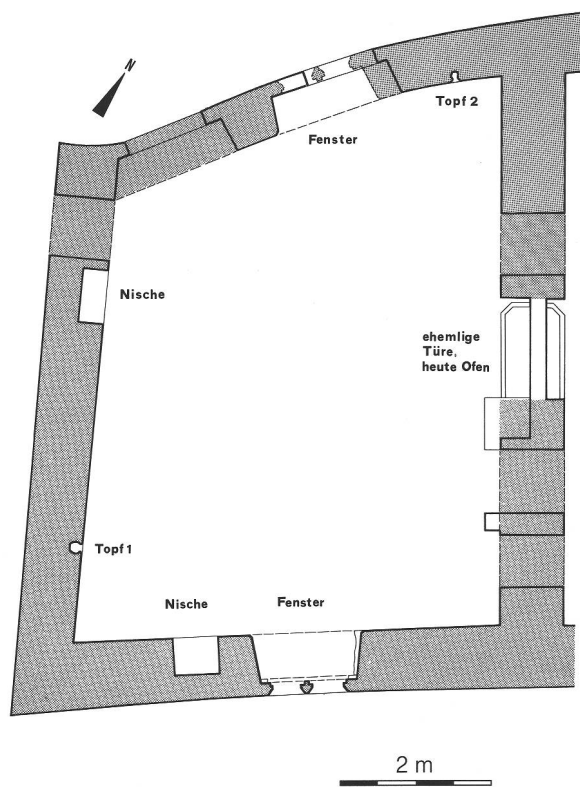 N
Topf 2
Fenster
Nische
ehemlige
Türe,
heute Ofen
Topf 1
Nische
Fenster
2 m